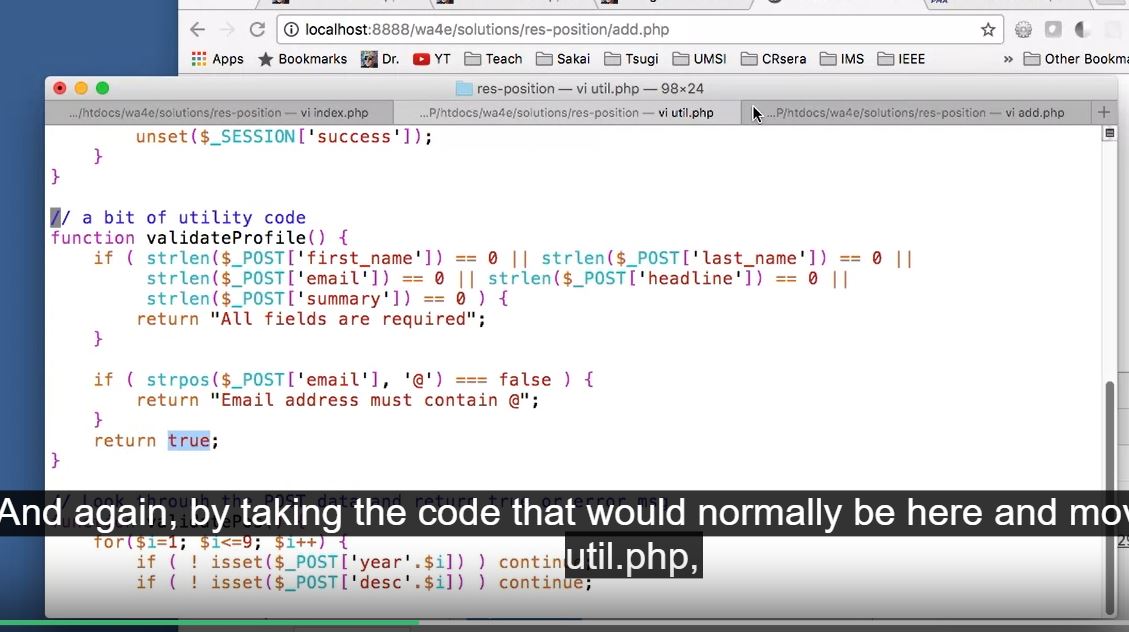 localhost:8888/wa4e/solutions/res-position/add.php
Apps Bookmarks Dr. YT Teach Sakai Tsugi UMSI CRsera IMS IEEE » Other Bookma
res-position — vi util.php — 98×24
.../htdocs/wa4e/solutions/res-position — vi index.php ...P/htdocs/wa4e/solutions/res-position — vi util.php ...P/htdocs/wa4e/solutions/res-position — vi add.php +
unset($_SESSION['success']);
}
}
// a bit of utility code
function validateProfile() {
if ( strlen($_POST['first_name']) == 0 || strlen($_POST['last_name']) == 0 ||
strlen($_POST['email']) == 0 || strlen($_POST['headline']) == 0 ||
strlen($_POST['summary']) == 0 ) {
return "All fields are required";
}
if ( strpos($_POST['email'], '@') === false ) {
return "Email address must contain @";
}
return true;
}
And again, by taking the code that would normally be here and mov
util.php,
for($i=1; $i<=9; $i++) {
if ( ! isset($_POST['year'.$i]) ) contin
if ( ! isset($_POST['desc'.$i]) ) continue;